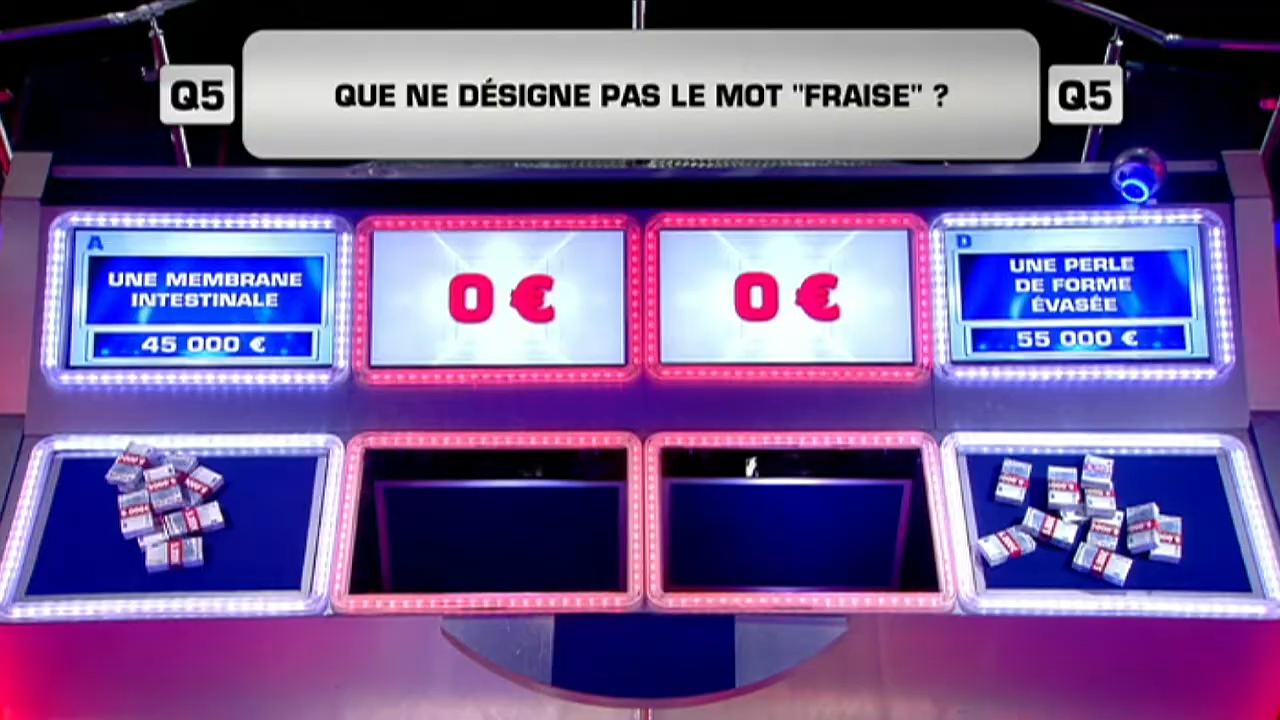 Q5
QUE NE DÉSIGNE PAS LE MOT "FRAISE" ?
Q5
A
UNE MEMBRANE
INTESTINALE
45 000 €
0 €
0 €
D
UNE PERLE
DE FORME
ÉVASÉE
55 000 €